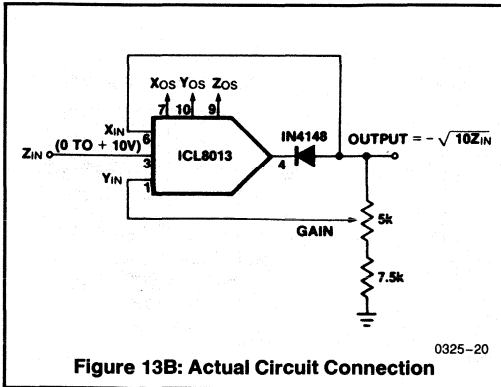 XOS YOS ZOS
7 10 9
XIN
6
IN4148
OUTPUT = − √10ZIN
(0 TO + 10V)
ZIN
3
ICL8013
4
YIN
1
GAIN
5k
7.5k
0325–20
Figure 13B: Actual Circuit Connection